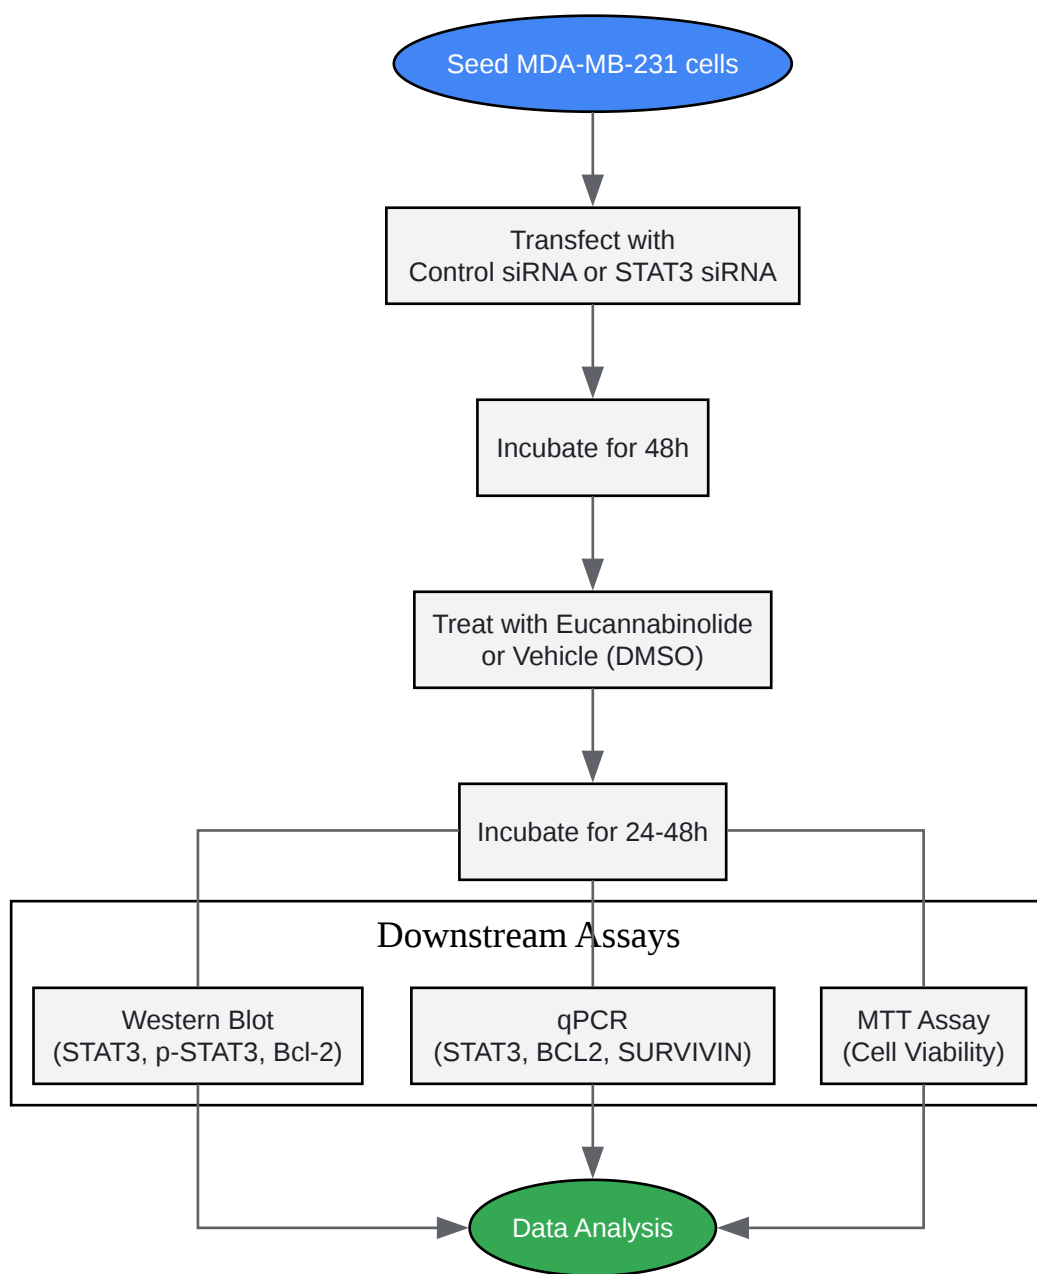 Seed MDA-MB-231 cells
Transfect with
Control siRNA or STAT3 siRNA
Incubate for 48h
Treat with Eucannabinolide
or Vehicle (DMSO)
Incubate for 24-48h
Downstream Assays
Western Blot
(STAT3, p-STAT3, Bcl-2)
qPCR
(STAT3, BCL2, SURVIVIN)
MTT Assay
(Cell Viability)
Data Analysis